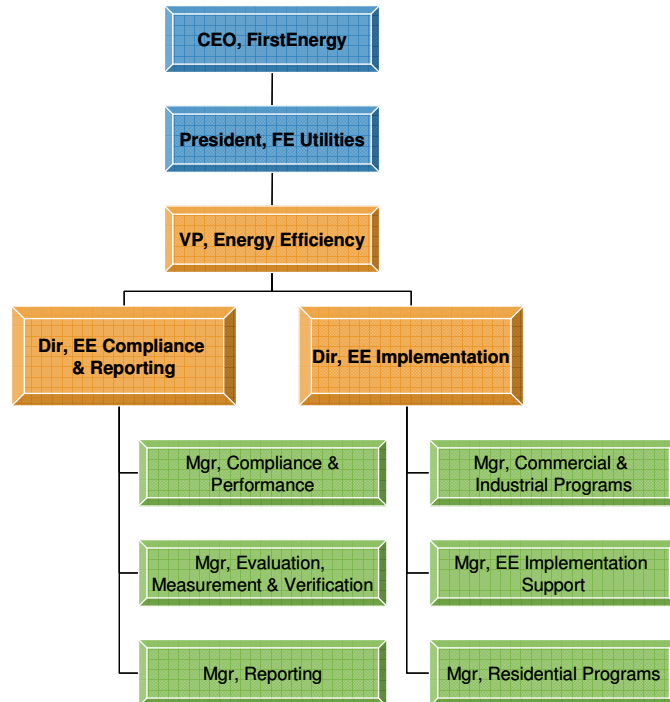 CEO, FirstEnergy
President, FE Utilities
VP, Energy Efficiency
Dir, EE Compliance
& Reporting
Dir, EE Implementation
Mgr, Compliance &
Performance
Mgr, Evaluation,
Measurement & Verification
Mgr, Reporting
Mgr, Commercial &
Industrial Programs
Mgr, EE Implementation
Support
Mgr, Residential Programs